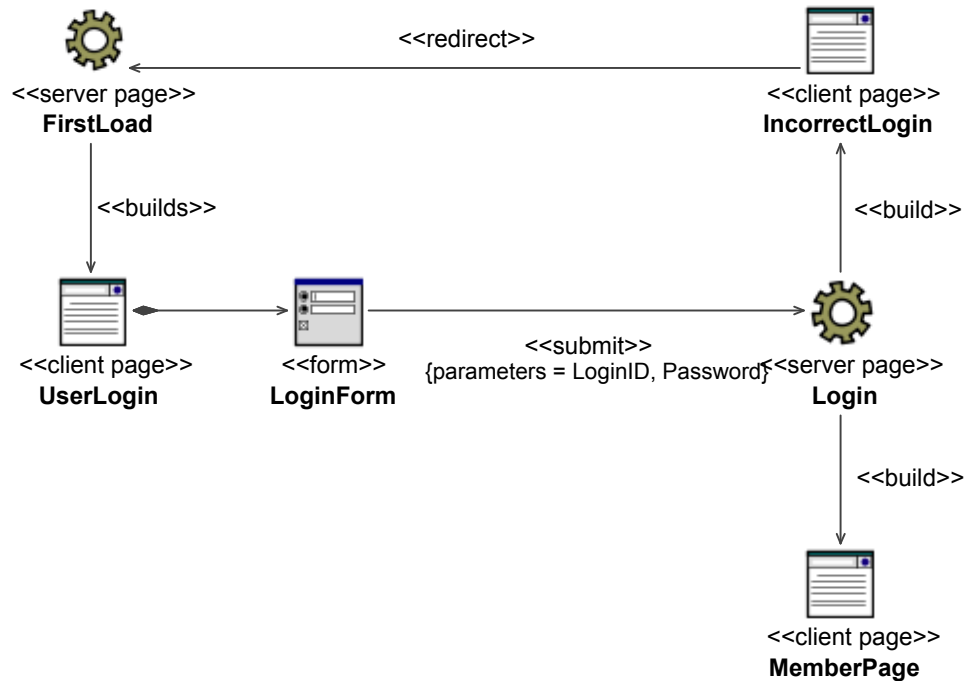 <<redirect>>
<<server page>>
FirstLoad
<<client page>>
IncorrectLogin
<<builds>>
<<build>>
<<client page>>
UserLogin
<<form>>
LoginForm
<<submit>>
{parameters = LoginID, Password}
<<server page>>
Login
<<build>>
<<client page>>
MemberPage